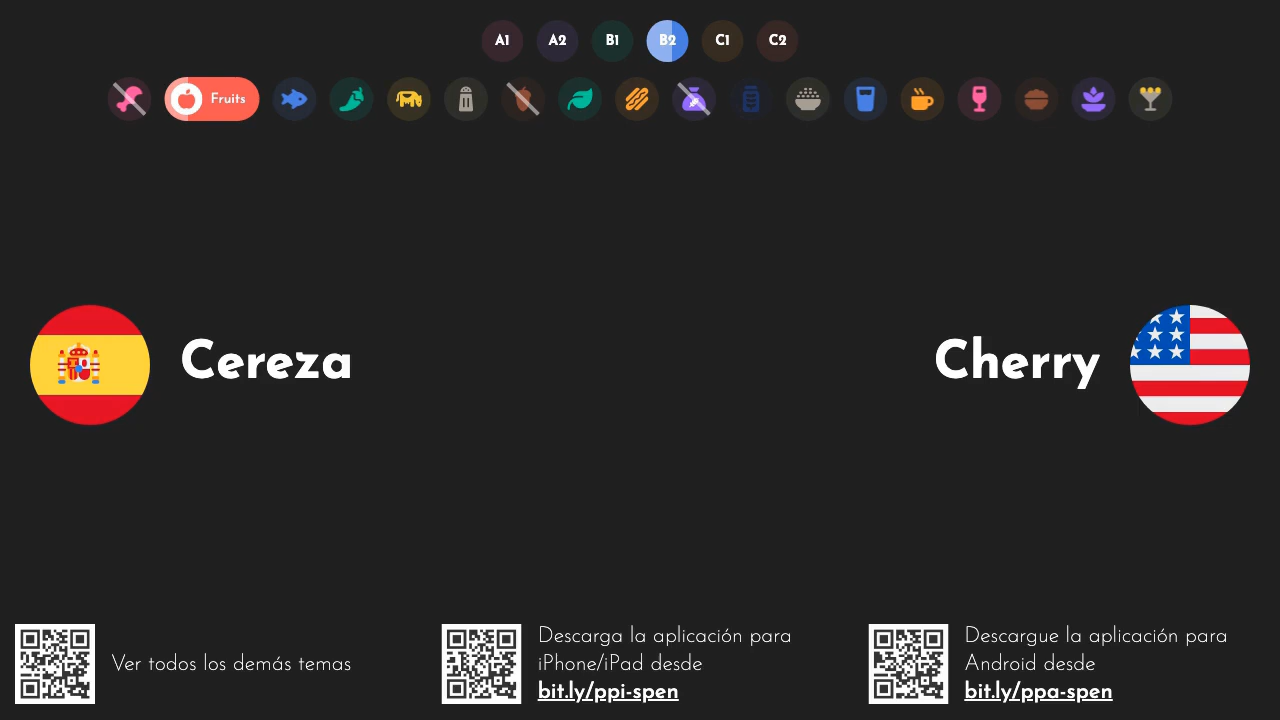 A1 A2 B1 B2 C1 C2
Fruits
Cereza
Cherry
Ver todos los demás temas
Descarga la aplicación para
iPhone/iPad desde
bit.ly/ppi-spen
Descargue la aplicación para
Android desde
bit.ly/ppa-spen